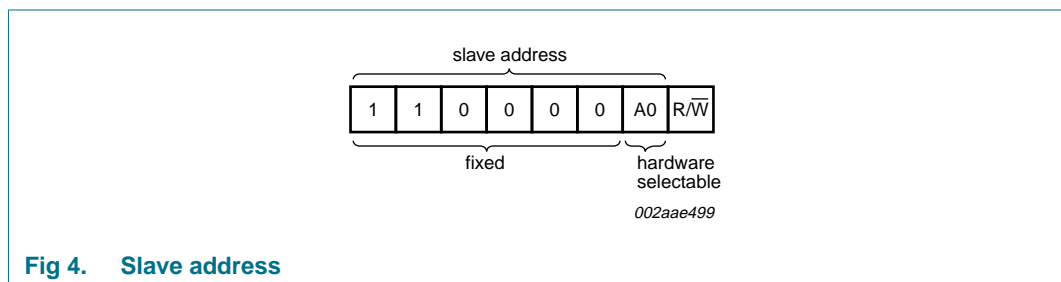 slave address
1 1 0 0 0 0 A0 R/W̅
fixed
hardware
selectable
002aae499
Fig 4. Slave address